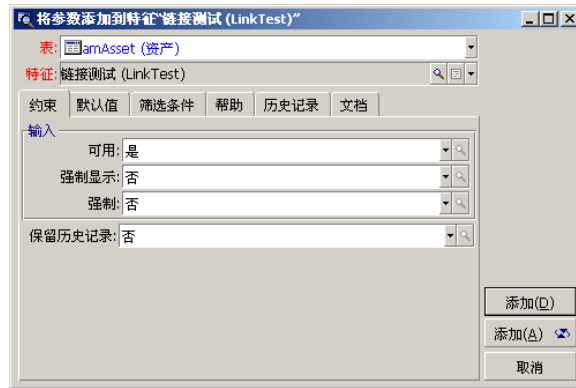 将参数添加到特征“链接测试 (LinkTest)”
表: amAsset (资产)
特征: 链接测试 (LinkTest)
约束 默认值 筛选条件 帮助 历史记录 文档
输入
可用: 是
强制显示: 否
强制: 否
保留历史记录: 否
添加(D)
添加(A)
取消